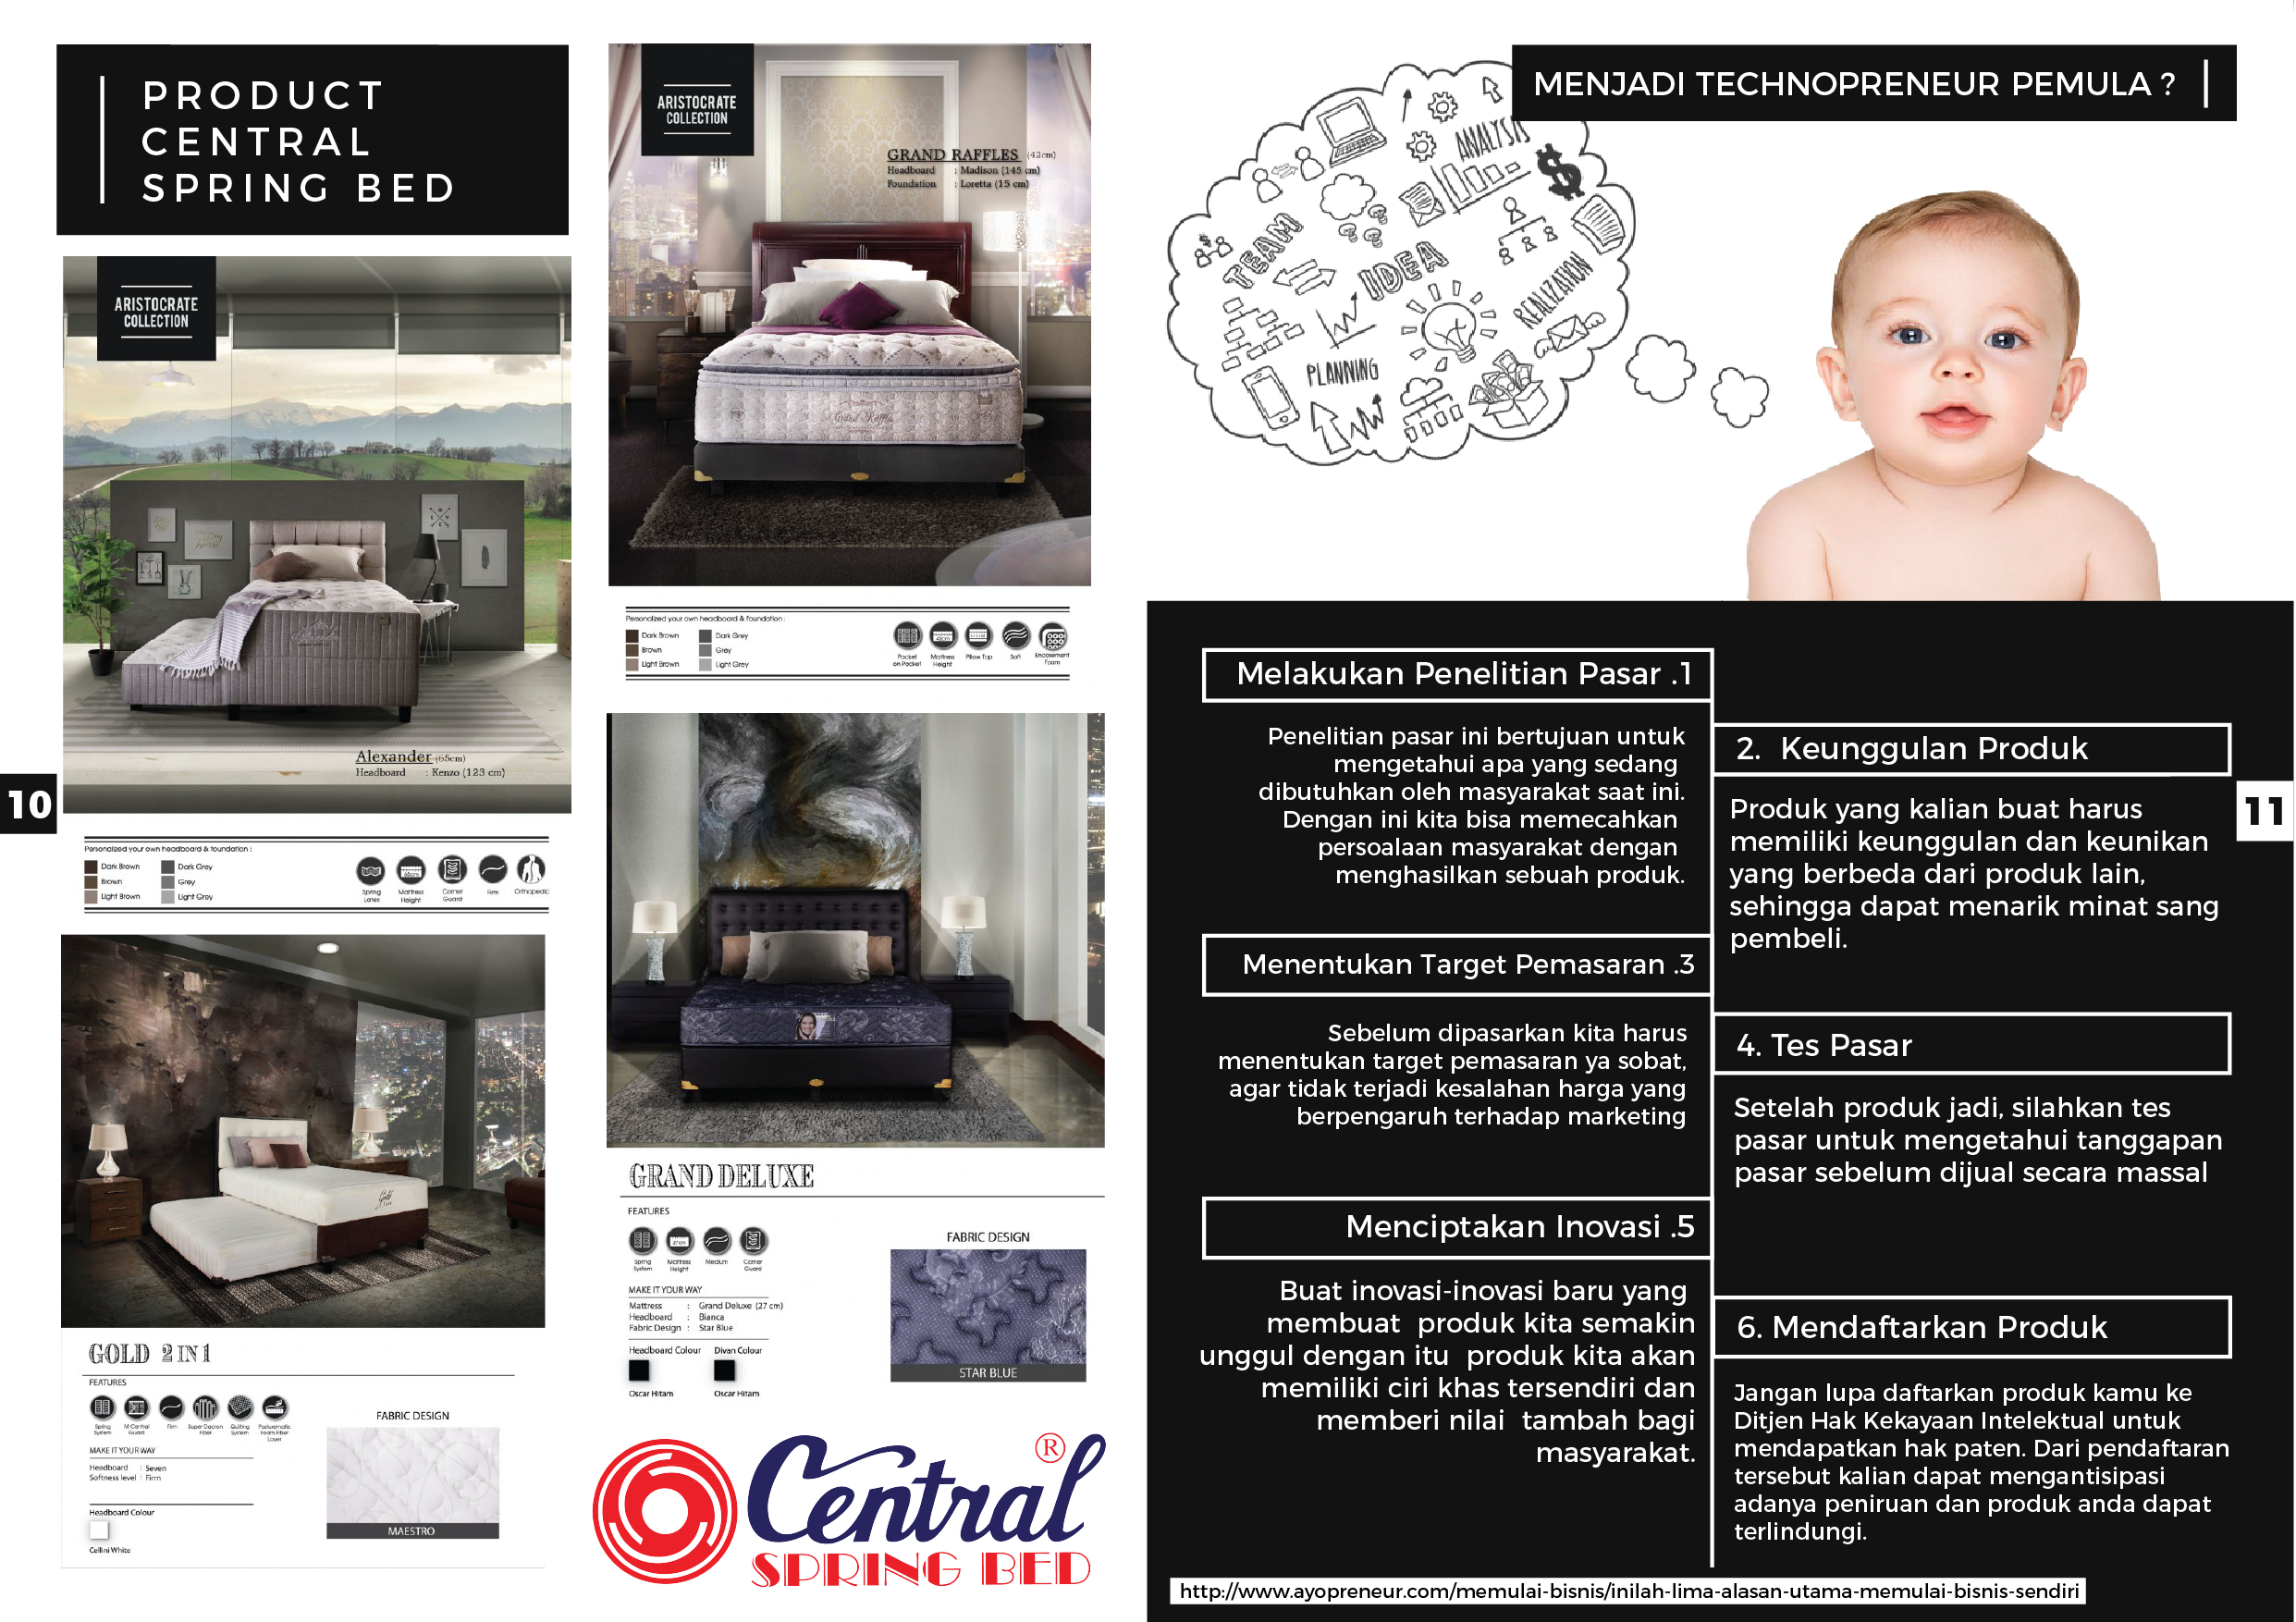 PRODUCT
CENTRAL
SPRING BED
ARISTOCRATE
COLLECTION
Alexander (65cm)
Headboard : Kenzo (123 cm)
Personalized your own headboard & foundation :
Dark Brown Dark Grey
Brown Grey
Light Brown Light Grey
Spring Latex
Mattress Height
Corner Guard
Firm
Orthopedic
10
GOLD 2 IN 1
FEATURES
Spring System
Firm
Super Dacron Fiber
Quilting System
MAKE IT YOUR WAY
Headboard : Seven
Softness level : Firm
Headboard Colour
Cellini White
FABRIC DESIGN
MAESTRO
ARISTOCRATE
COLLECTION
GRAND RAFFLES (42cm)
Headboard : Madison (145 cm)
Foundation : Loretta (15 cm)
Grand Raffles
Personalized your own headboard & foundation :
Dark Brown Dark Grey
Brown Grey
Light Brown Light Grey
Pocket on Pocket
Mattress Height
Pillow Top
Soft
Encasement Foam
GRAND DELUXE
FEATURES
Spring System
27 cm
Mattress Height
Medium
Corner Guard
MAKE IT YOUR WAY
Mattress : Grand Deluxe (27 cm)
Headboard : Bianca
Fabric Design : Star Blue
Headboard Colour Divan Colour
Oscar Hitam Oscar Hitam
FABRIC DESIGN
STAR BLUE
Central ®
SPRING BED
MENJADI TECHNOPRENEUR PEMULA ?
ANALYSIS
TEAM
IDEA
REALIZATION
PLANNING
Melakukan Penelitian Pasar .1
Penelitian pasar ini bertujuan untuk
mengetahui apa yang sedang
dibutuhkan oleh masyarakat saat ini.
Dengan ini kita bisa memecahkan
persoalaan masyarakat dengan
menghasilkan sebuah produk.
2. Keunggulan Produk
Produk yang kalian buat harus
memiliki keunggulan dan keunikan
yang berbeda dari produk lain,
sehingga dapat menarik minat sang
pembeli.
11
Menentukan Target Pemasaran .3
Sebelum dipasarkan kita harus
menentukan target pemasaran ya sobat,
agar tidak terjadi kesalahan harga yang
berpengaruh terhadap marketing
4. Tes Pasar
Setelah produk jadi, silahkan tes
pasar untuk mengetahui tanggapan
pasar sebelum dijual secara massal
Menciptakan Inovasi .5
Buat inovasi-inovasi baru yang
membuat produk kita semakin
unggul dengan itu produk kita akan
memiliki ciri khas tersendiri dan
memberi nilai tambah bagi
masyarakat.
6. Mendaftarkan Produk
Jangan lupa daftarkan produk kamu ke
Ditjen Hak Kekayaan Intelektual untuk
mendapatkan hak paten. Dari pendaftaran
tersebut kalian dapat mengantisipasi
adanya peniruan dan produk anda dapat
terlindungi.
http://www.ayopreneur.com/memulai-bisnis/inilah-lima-alasan-utama-memulai-bisnis-sendiri